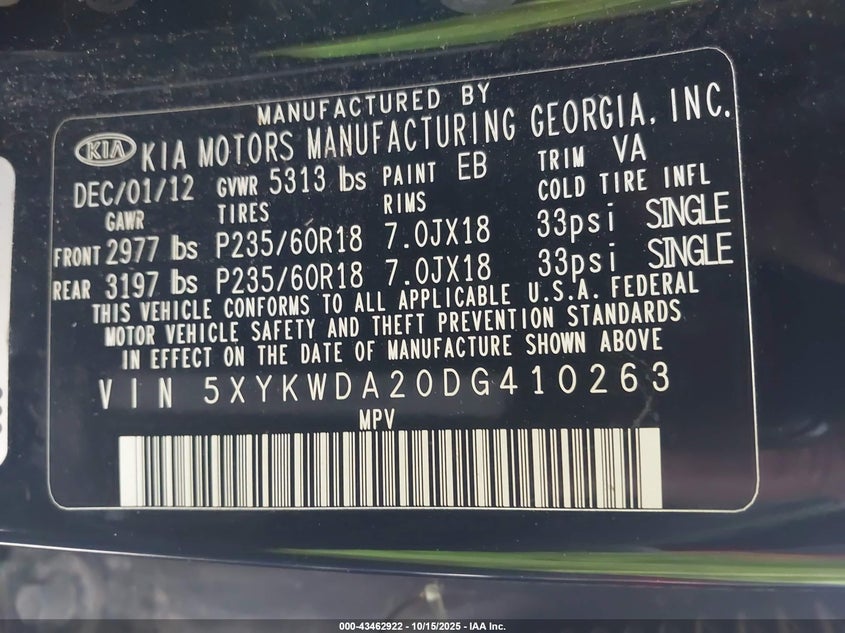 MANUFACTURED BY
KIA KIA MOTORS MANUFACTURING GEORGIA, INC.
DEC/01/12 GVWR 5313 lbs PAINT EB TRIM VA
GAWR TIRES RIMS COLD TIRE INFL
FRONT 2977 lbs P235/60R18 7.0JX18 33psi SINGLE
REAR 3197 lbs P235/60R18 7.0JX18 33psi SINGLE
THIS VEHICLE CONFORMS TO ALL APPLICABLE U.S.A. FEDERAL
MOTOR VEHICLE SAFETY AND THEFT PREVENTION STANDARDS
IN EFFECT ON THE DATE OF MANUFACTURE SHOWN ABOVE
VIN 5XYKWDA20DG410263
MPV
000-43462922 - 10/15/2025 - IAA Inc.